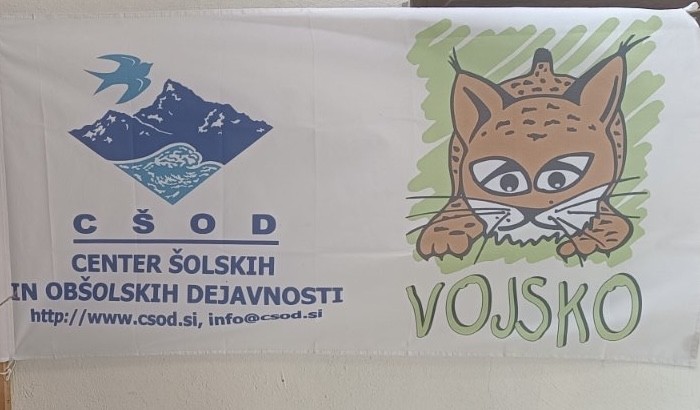 CŠOD
CENTER ŠOLSKIH
IN OBŠOLSKIH DEJAVNOSTI
http://www.csod.si, info@csod.si
VOJSKO